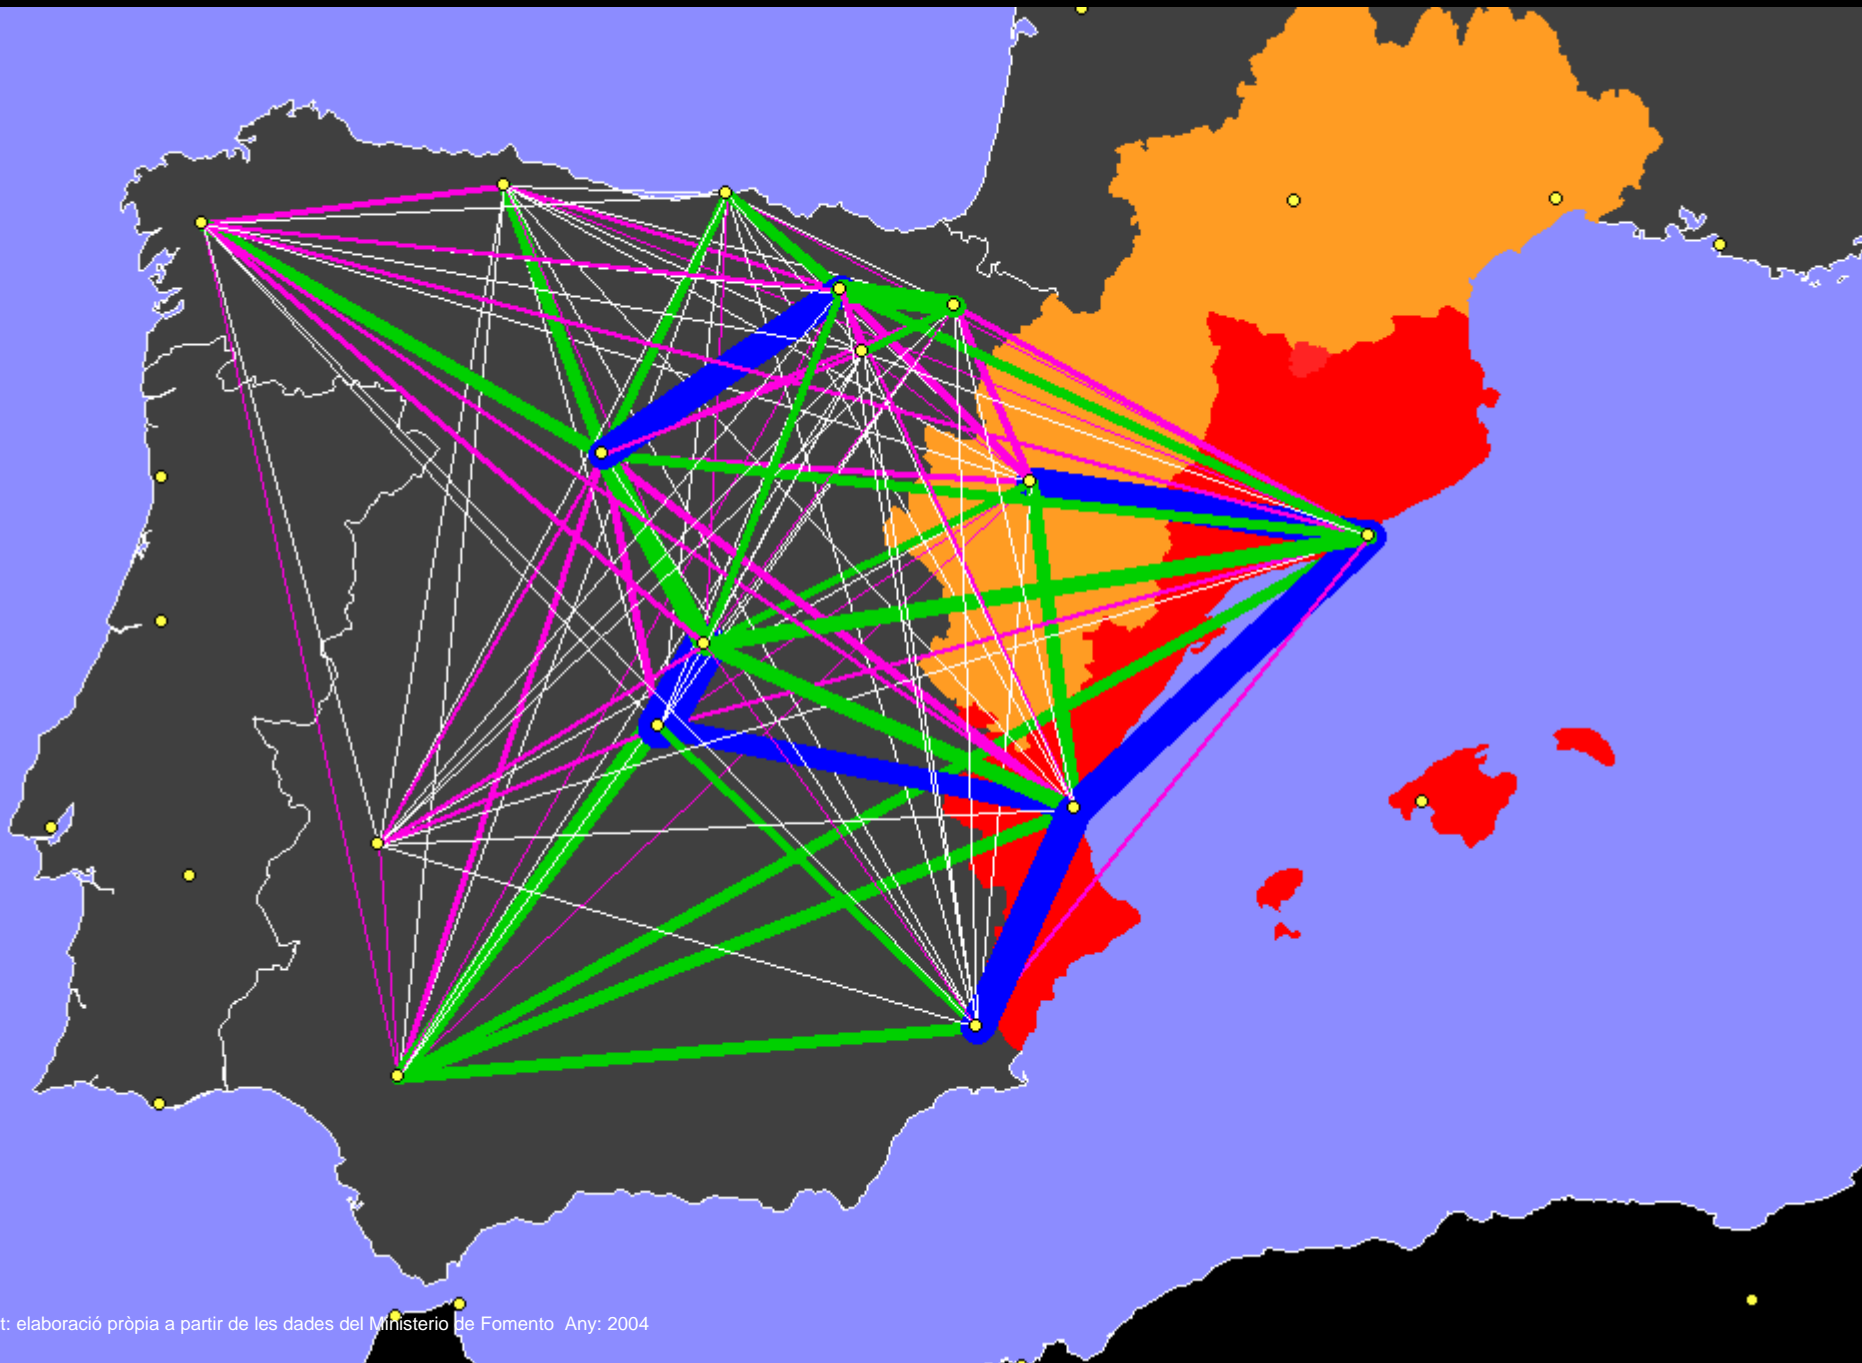 t: elaboració pròpia a partir de les dades del Ministerio de Fomento  Any: 2004